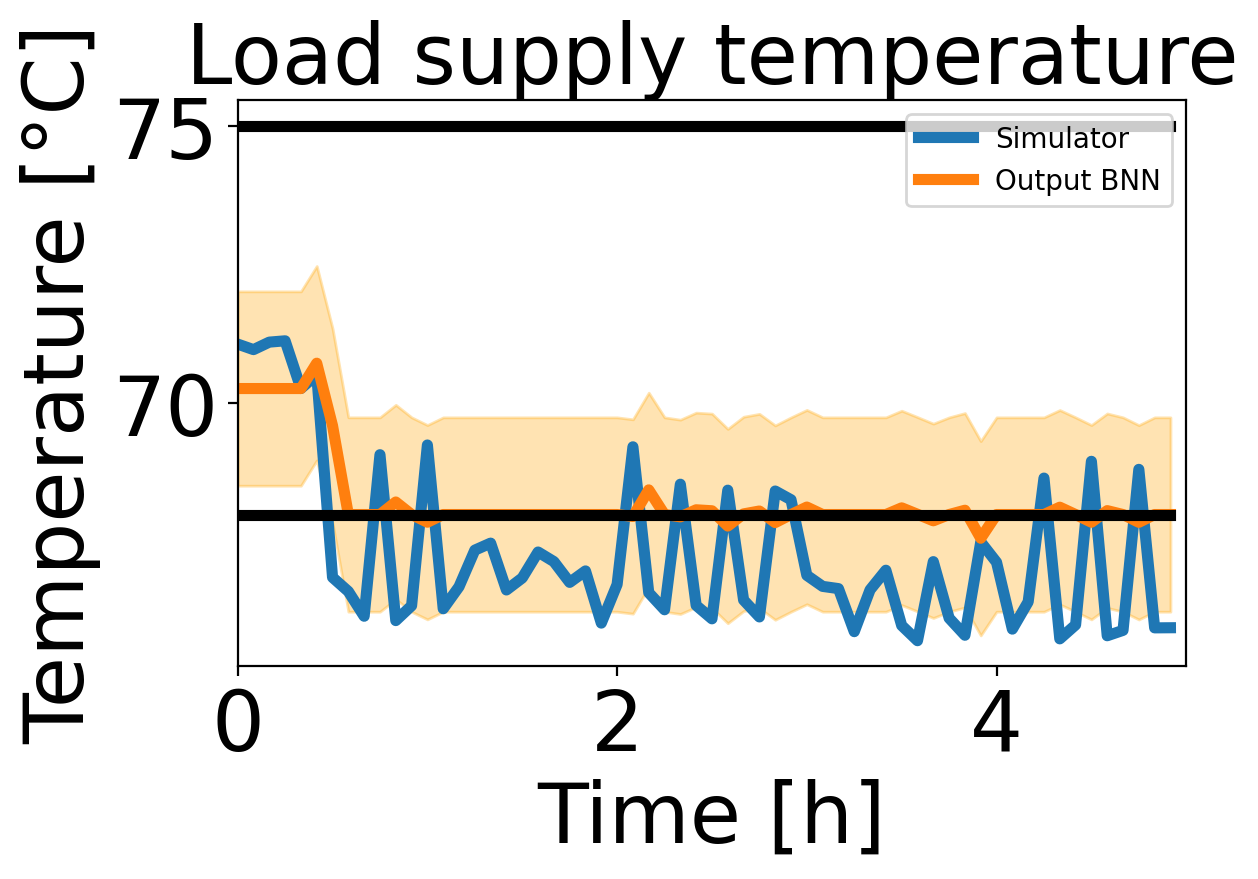 Load supply temperature
Temperature [°C]
75
70
Simulator
Output BNN
0 2 4
Time [h]